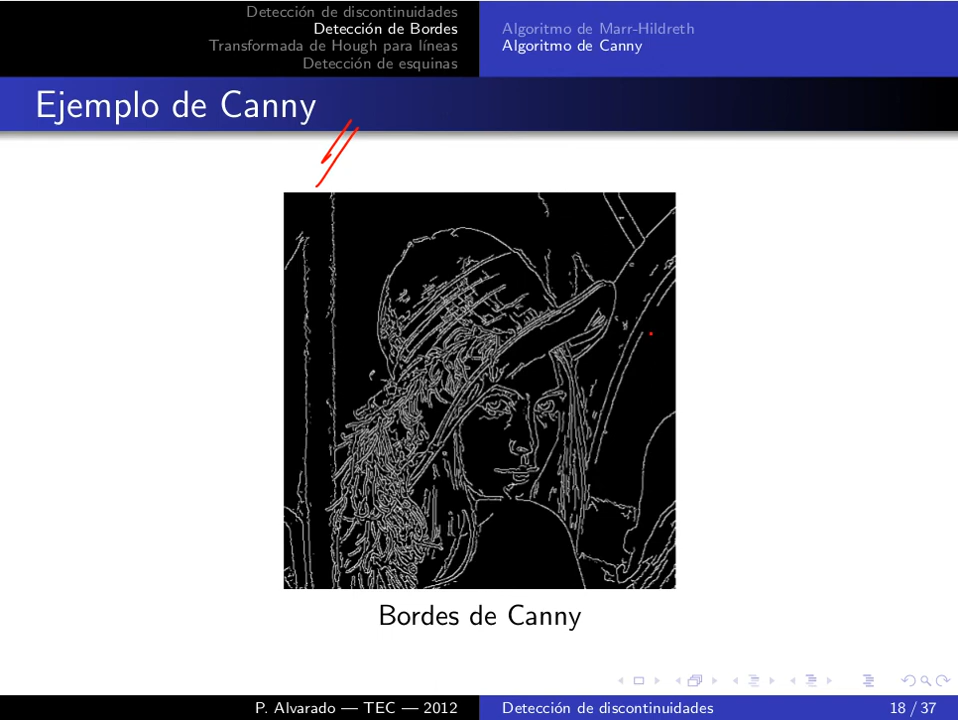 Detección de discontinuidades
Detección de Bordes
Transformada de Hough para líneas
Detección de esquinas
Algoritmo de Marr-Hildreth
Algoritmo de Canny
Ejemplo de Canny
Bordes de Canny
P. Alvarado — TEC — 2012
Detección de discontinuidades
18 / 37